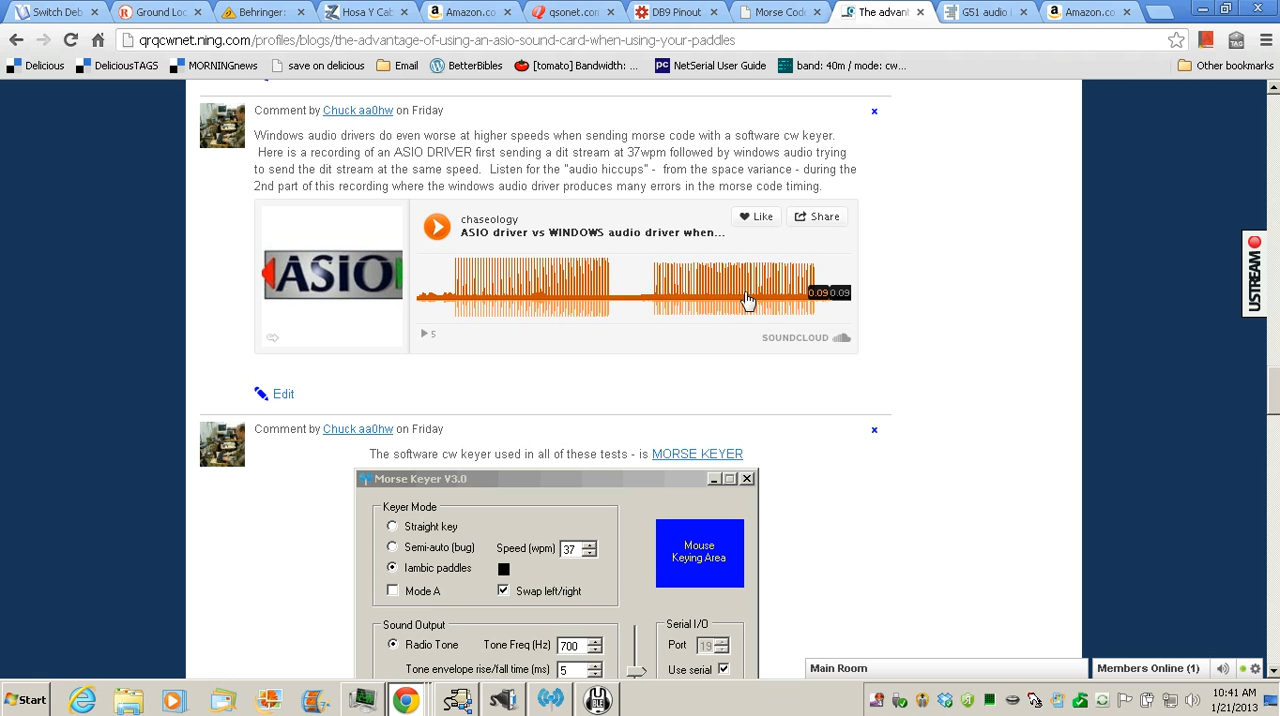 Switch Deb
Ground Loc
Behringer:
Hosa Y Cab
Amazon.co
qsonet.com
DB9 Pinout
Morse Code
The advant
G51 audio i
Amazon.co
qrqcwnet.ning.com/profiles/blogs/the-advantage-of-using-an-asio-sound-card-when-using-your-paddles
Delicious
DeliciousTAGS
MORNINGnews
save on delicious
Email
BetterBibles
[tomato] Bandwidth: ...
NetSerial User Guide
band: 40m / mode: cw...
Other bookmarks
Comment by Chuck aa0hw on Friday
Windows audio drivers do even worse at higher speeds when sending morse code with a software cw keyer.
Here is a recording of an ASIO DRIVER first sending a dit stream at 37wpm followed by windows audio trying
to send the dit stream at the same speed. Listen for the "audio hiccups" - from the space variance - during the
2nd part of this recording where the windows audio driver produces many errors in the morse code timing.
chaseology
Like
Share
ASIO driver vs WINDOWS audio driver when...
ASIO
0.09 0:09
5
SOUNDCLOUD
USTREAM
Edit
Comment by Chuck aa0hw on Friday
The software cw keyer used in all of these tests - is MORSE KEYER
Morse Keyer V3.0
Keyer Mode
Straight key
Semi-auto (bug)
Speed (wpm) 37
Iambic paddles
Mode A
Swap left/right
Mouse
Keying Area
Sound Output
Radio Tone
Tone Freq (Hz) 700
Tone envelope rise/fall time (ms) 5
Serial I/O
Port 19
Use serial
Main Room
Members Online (1)
Start
10:41 AM
1/21/2013